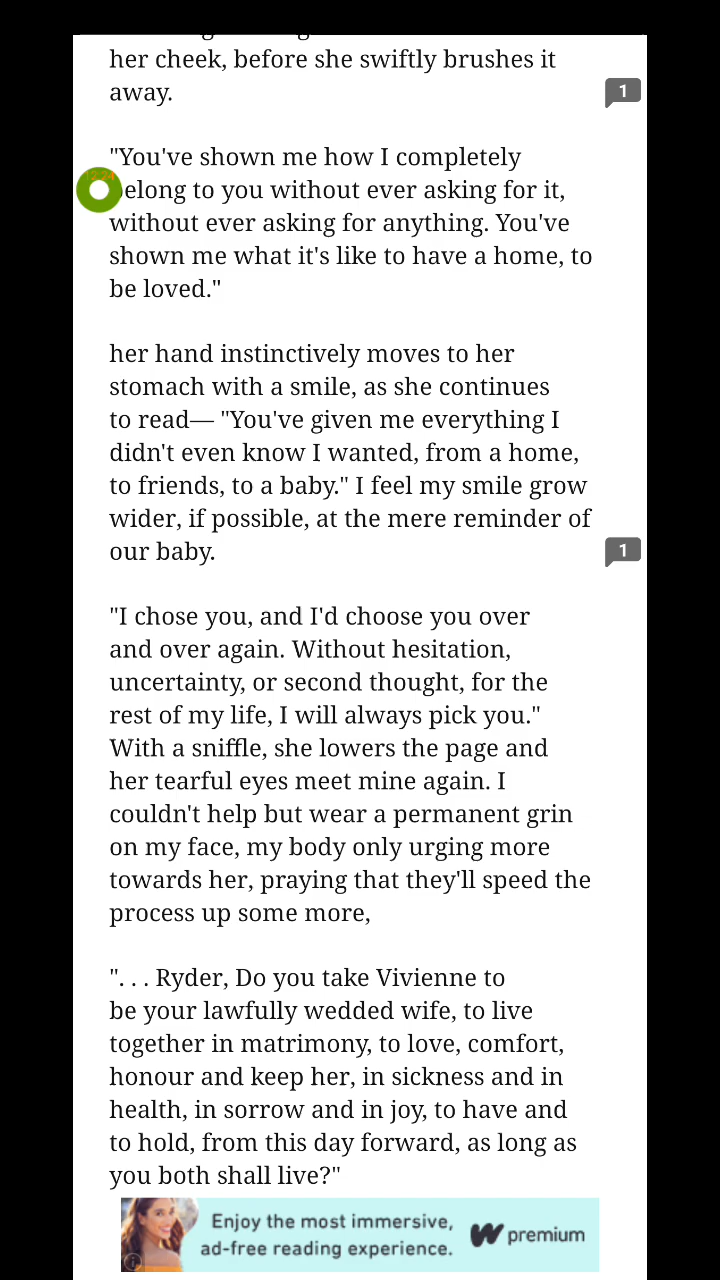 her cheek, before she swiftly brushes it
away.
1
"You've shown me how I completely
belong to you without ever asking for it,
without ever asking for anything. You've
shown me what it's like to have a home, to
be loved."
her hand instinctively moves to her
stomach with a smile, as she continues
to read— "You've given me everything I
didn't even know I wanted, from a home,
to friends, to a baby." I feel my smile grow
wider, if possible, at the mere reminder of
our baby.
1
"I chose you, and I'd choose you over
and over again. Without hesitation,
uncertainty, or second thought, for the
rest of my life, I will always pick you."
With a sniffle, she lowers the page and
her tearful eyes meet mine again. I
couldn't help but wear a permanent grin
on my face, my body only urging more
towards her, praying that they'll speed the
process up some more,
". . . Ryder, Do you take Vivienne to
be your lawfully wedded wife, to live
together in matrimony, to love, comfort,
honour and keep her, in sickness and in
health, in sorrow and in joy, to have and
to hold, from this day forward, as long as
you both shall live?"
Enjoy the most immersive,
ad-free reading experience.
premium